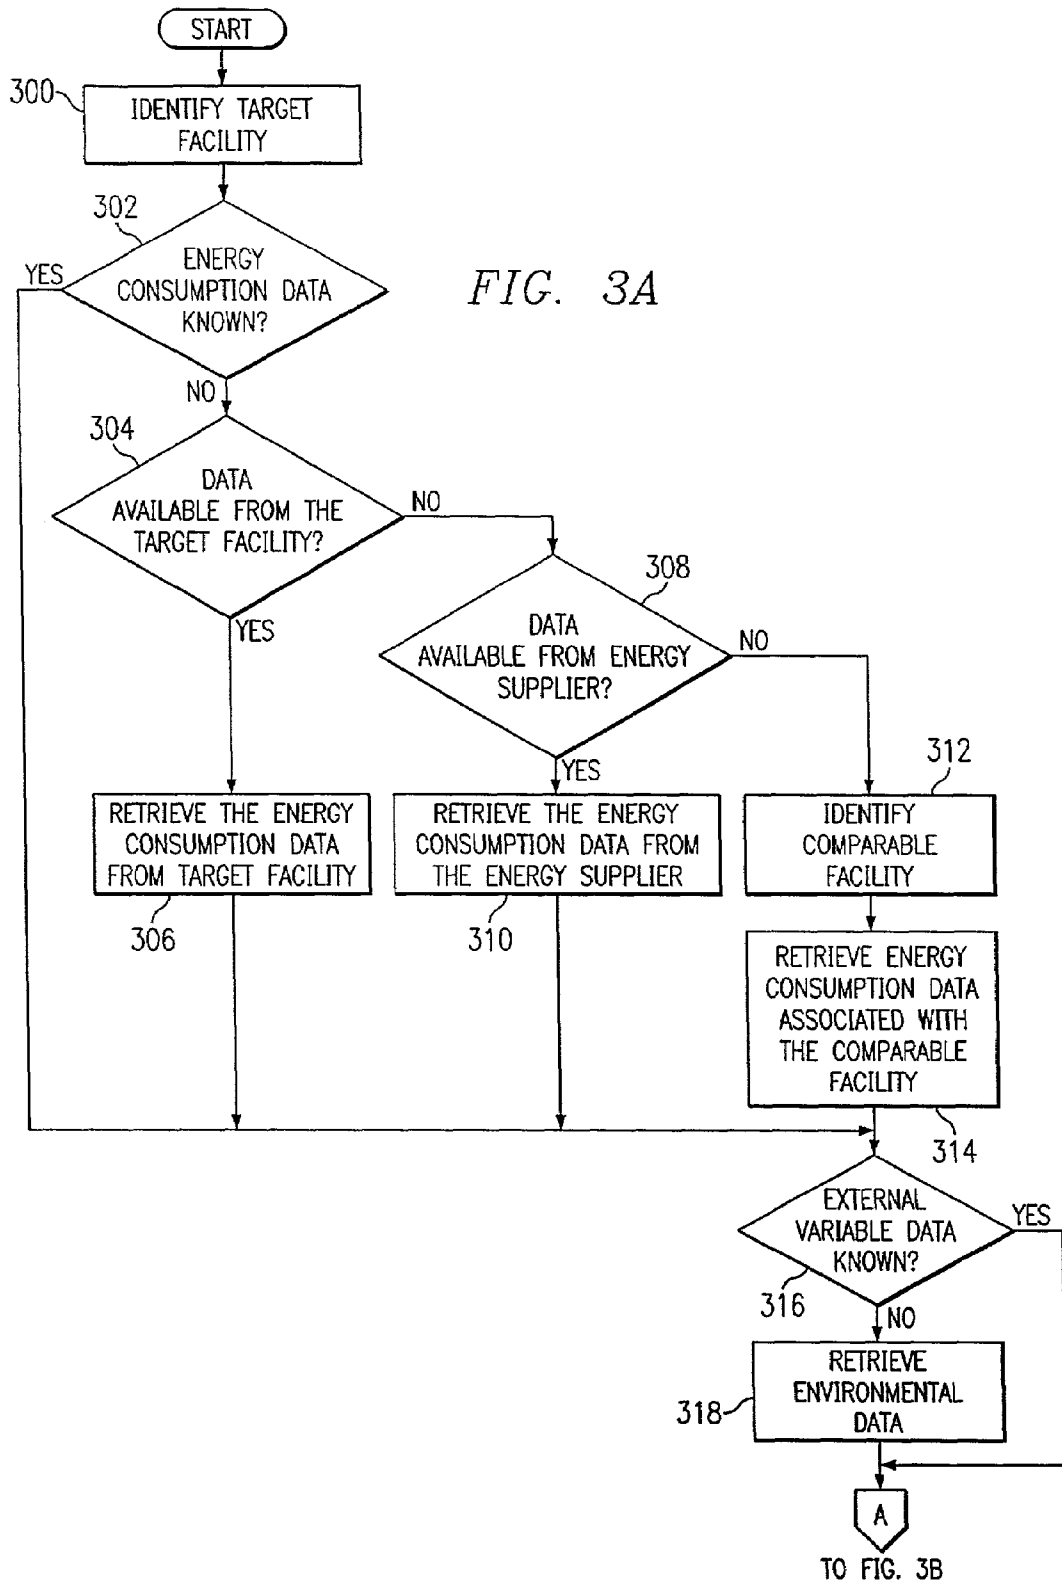 START
300
IDENTIFY TARGET
FACILITY
302
YES
ENERGY
CONSUMPTION DATA
KNOWN?
FIG. 3A
NO
304
DATA
AVAILABLE FROM THE
TARGET FACILITY?
NO
YES
308
DATA
AVAILABLE FROM ENERGY
SUPPLIER?
NO
YES
312
RETRIEVE THE ENERGY
CONSUMPTION DATA
FROM TARGET FACILITY
306
RETRIEVE THE ENERGY
CONSUMPTION DATA FROM
THE ENERGY SUPPLIER
310
IDENTIFY
COMPARABLE
FACILITY
RETRIEVE ENERGY
CONSUMPTION DATA
ASSOCIATED WITH
THE COMPARABLE
FACILITY
314
EXTERNAL
VARIABLE DATA
KNOWN?
YES
316
NO
RETRIEVE
ENVIRONMENTAL
DATA
318
A
TO FIG. 3B